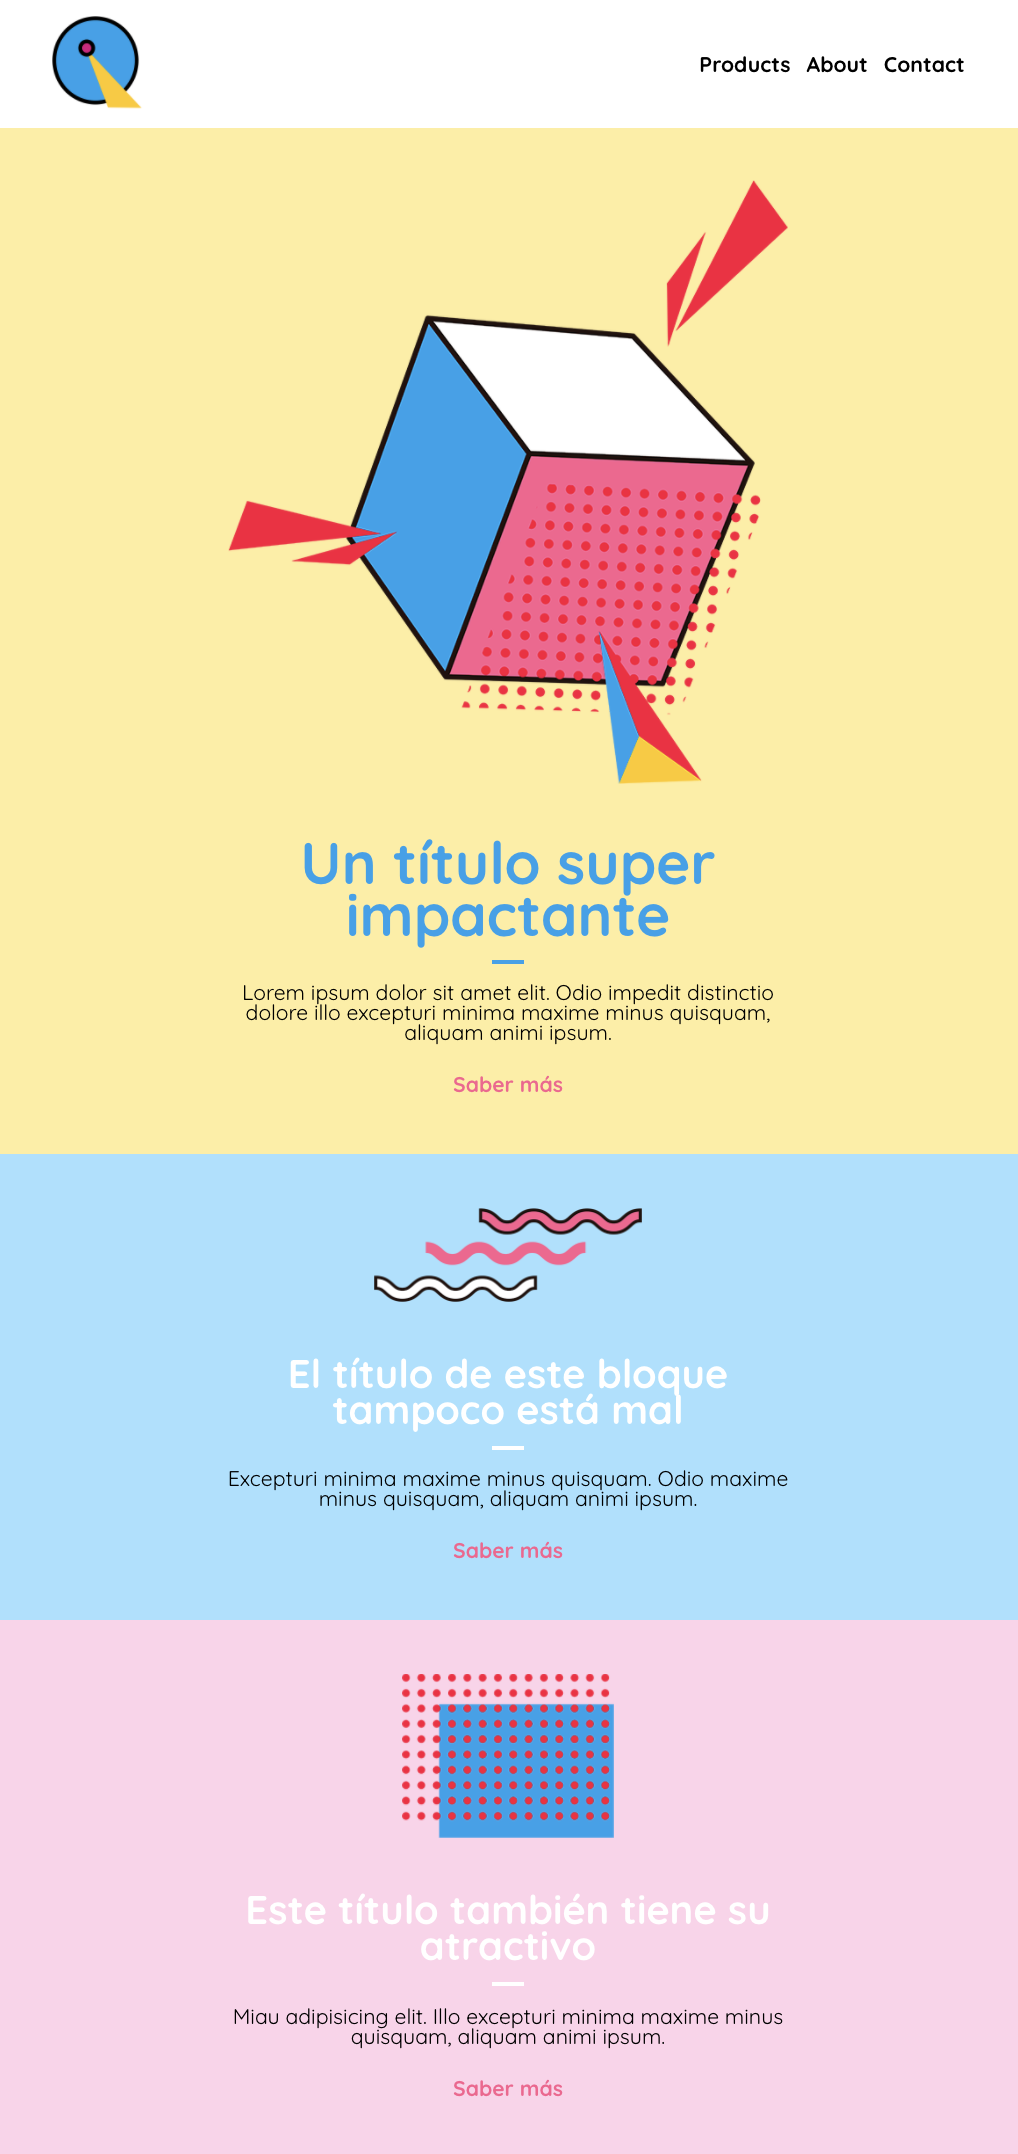 Products About Contact
Un título super
impactante
Lorem ipsum dolor sit amet elit. Odio impedit distinctio
dolore illo excepturi minima maxime minus quisquam,
aliquam animi ipsum.
Saber más
El título de este bloque
tampoco está mal
Excepturi minima maxime minus quisquam. Odio maxime
minus quisquam, aliquam animi ipsum.
Saber más
Este título también tiene su
atractivo
Miau adipisicing elit. Illo excepturi minima maxime minus
quisquam, aliquam animi ipsum.
Saber más